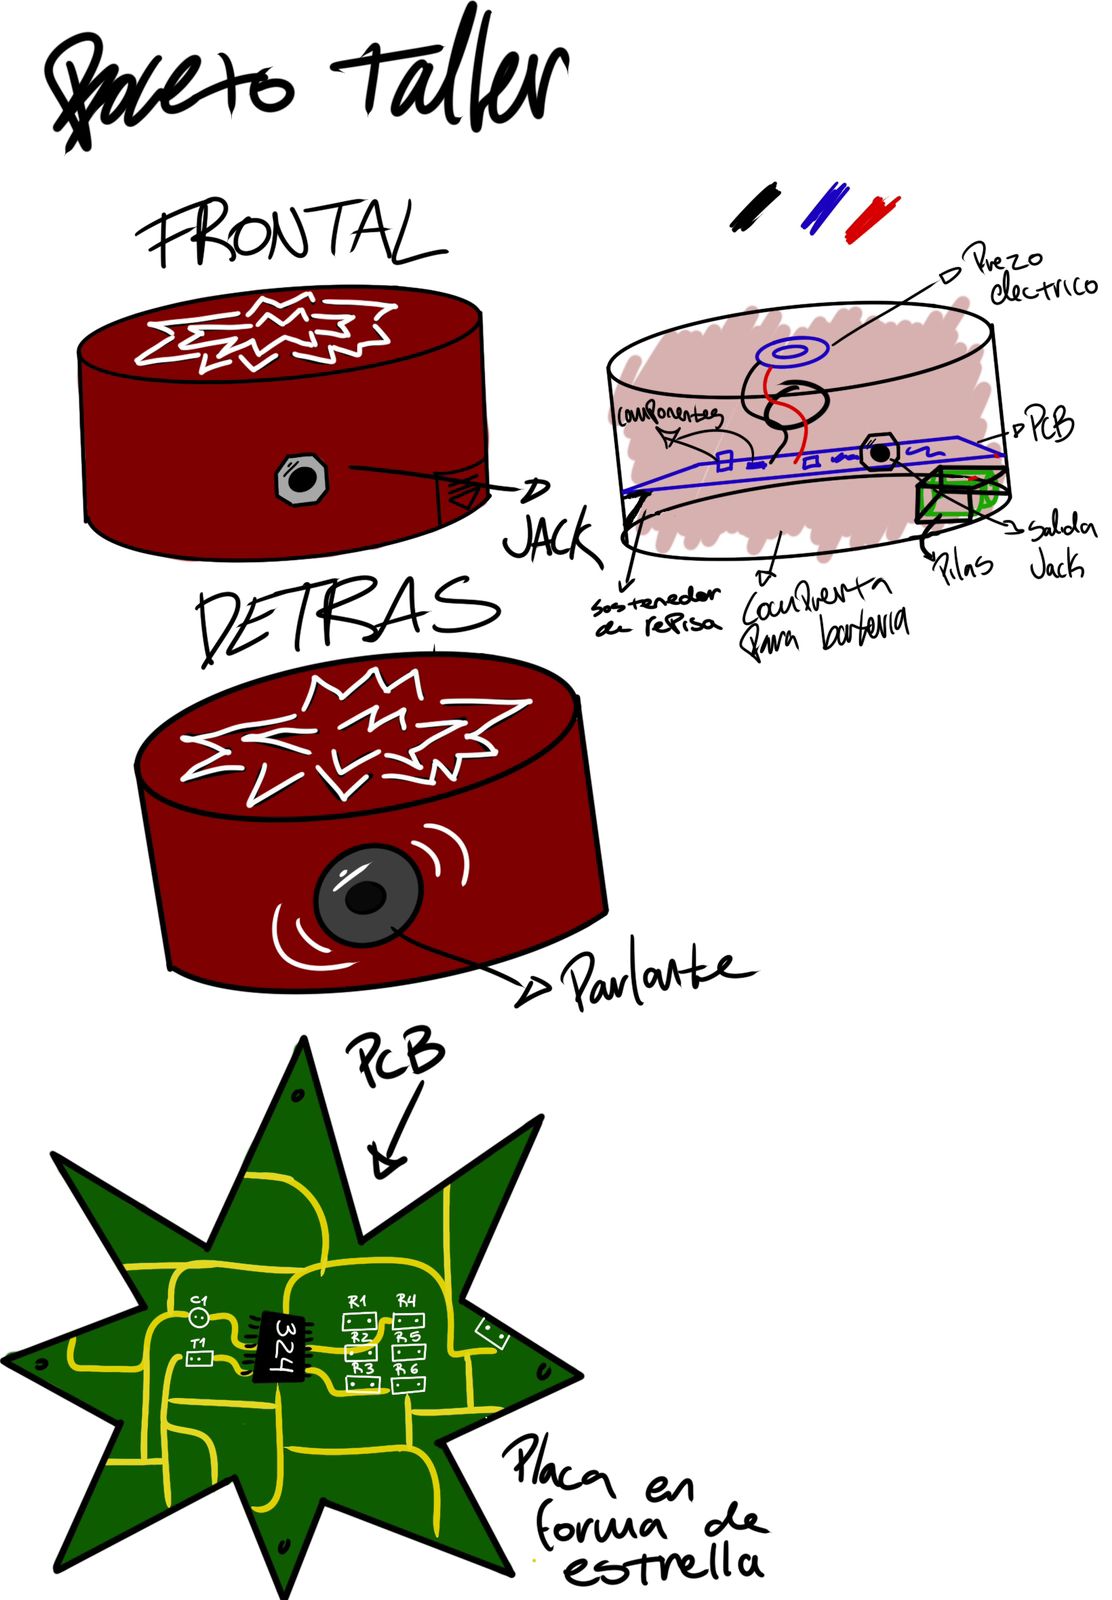 Boceto Taller
FRONTAL
Piezo
electrico
componentes
PCB
JACK
Salida
Jack
Pilas
sostenedor
de repisa
Compuerta
para bateria
DETRAS
Parlante
PCB
C1
T1
324
R1
R4
R2
R5
R3
R6
Placa en
forma de
estrella